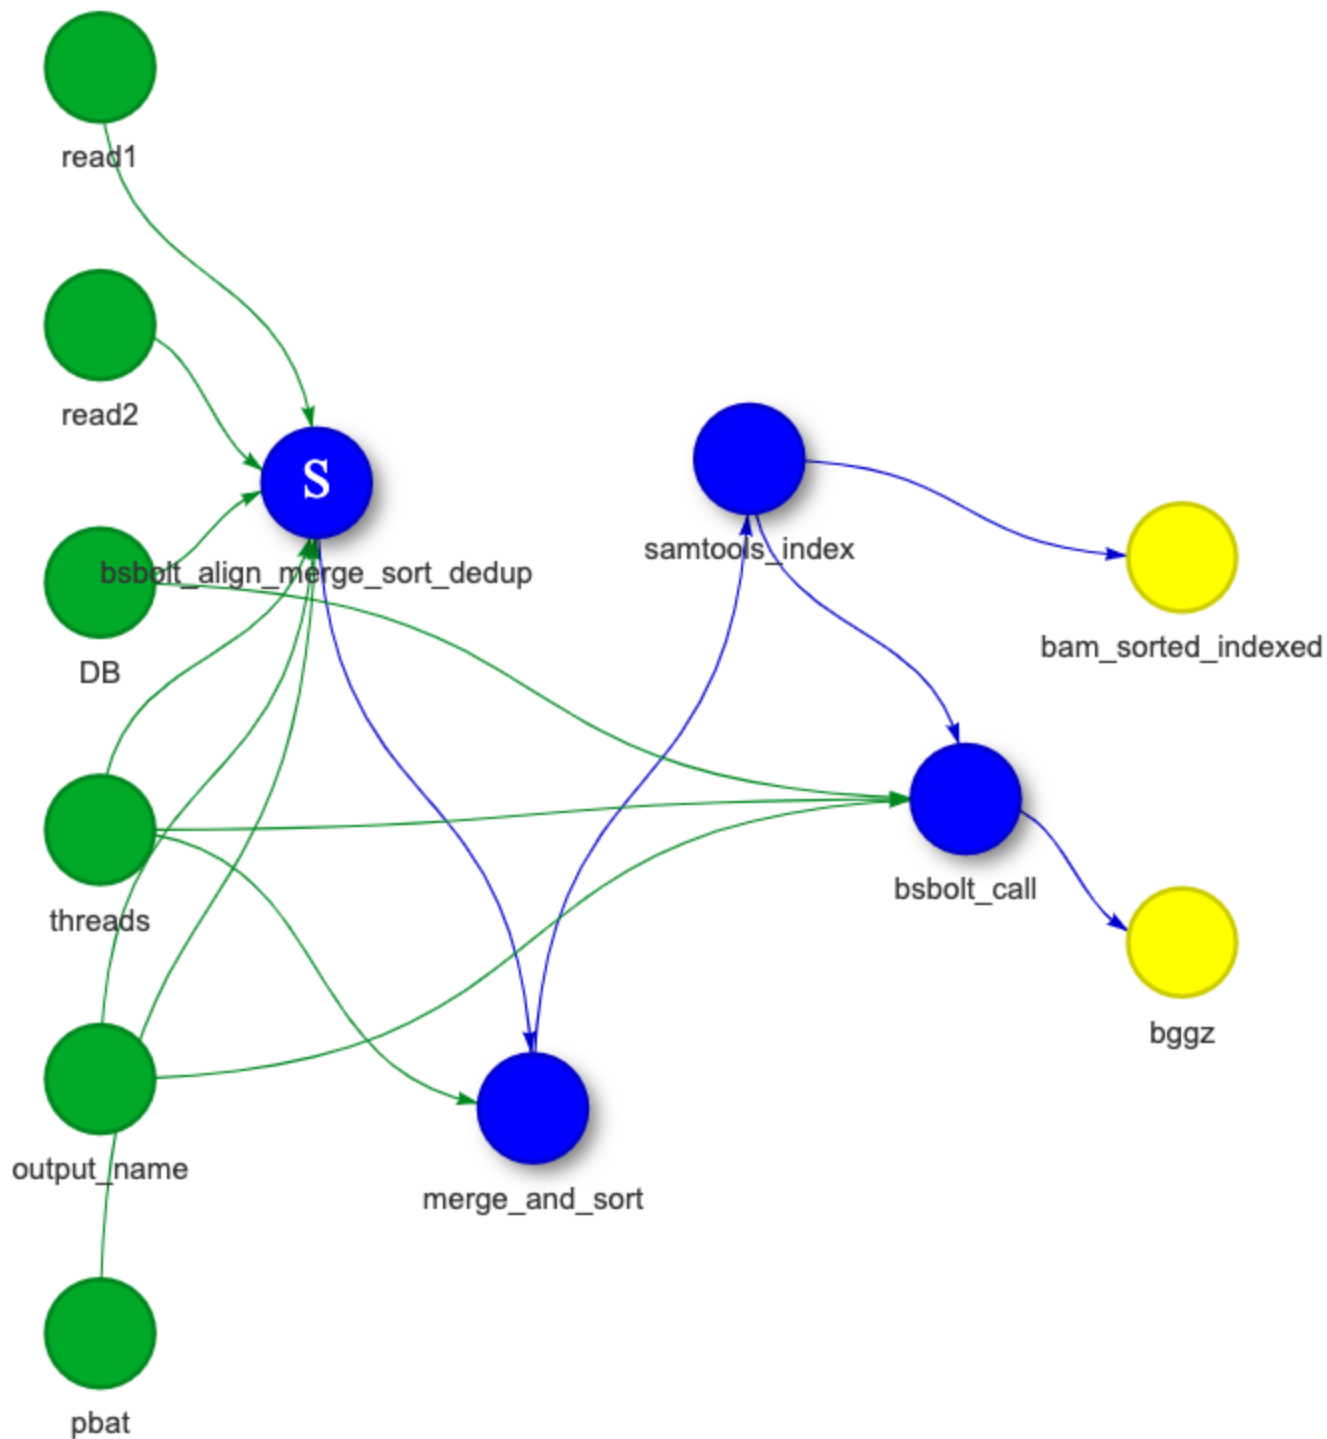 read1
read2
S
bsbolt_align_merge_sort_dedup
samtools_index
DB
bam_sorted_indexed
threads
bsbolt_call
bggz
output_name
merge_and_sort
pbat